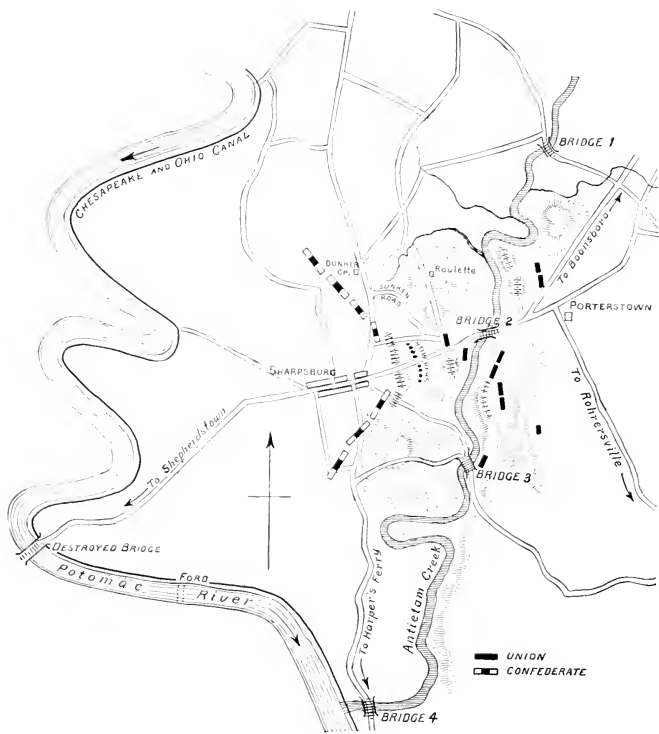 BRIDGE 1
CHESAPEAKE AND OHIO CANAL
To Boonsboro
DUNKER
CH.
Roulette
SUNKEN
ROAD
PORTERSTOWN
BRIDGE 2
SHARPSBURG
To Rohrersville
To Shepherdstown
BRIDGE 3
DESTROYED BRIDGE
FORD
Potomac River
To Harper's Ferry
Antietam Creek
UNION
CONFEDERATE
BRIDGE 4